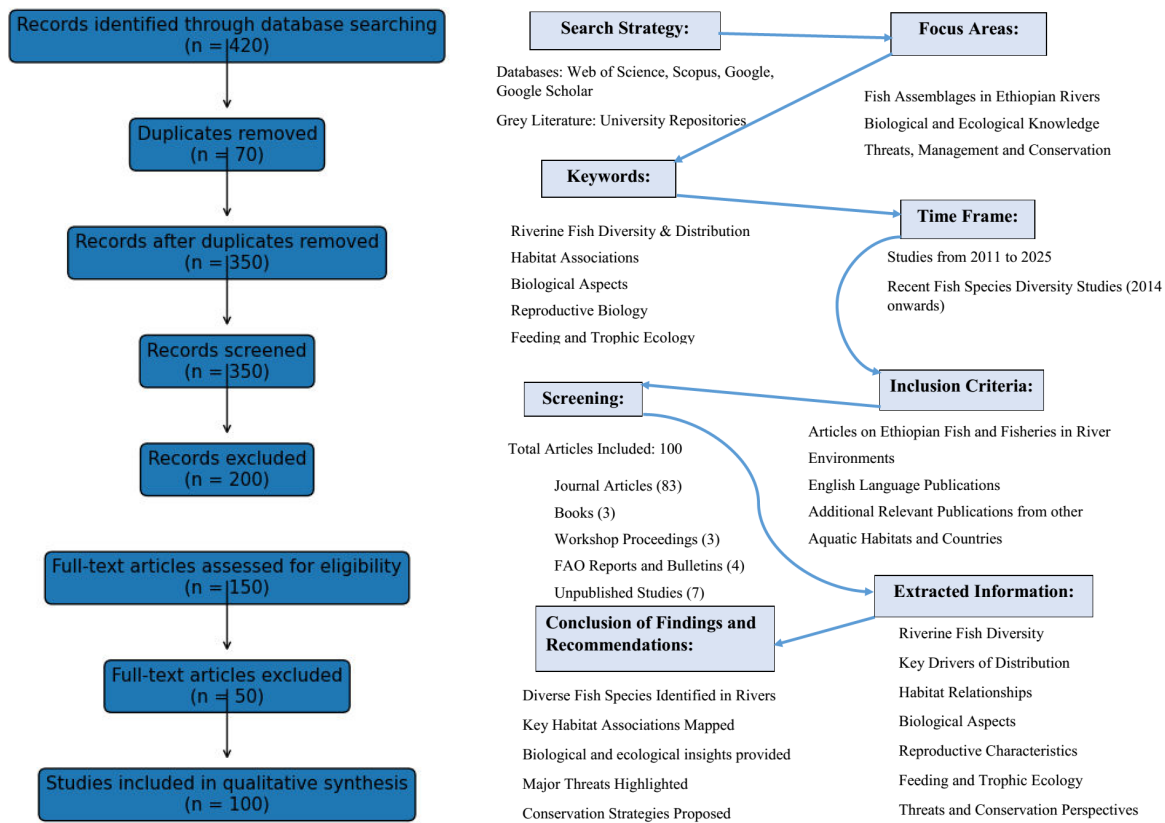 Records identified through database searching
(n = 420)
Duplicates removed
(n = 70)
Records after duplicates removed
(n = 350)
Records screened
(n = 350)
Records excluded
(n = 200)
Full-text articles assessed for eligibility
(n = 150)
Full-text articles excluded
(n = 50)
Studies included in qualitative synthesis
(n = 100)
Search Strategy:
Databases: Web of Science, Scopus, Google,
Google Scholar
Grey Literature: University Repositories
Focus Areas:
Fish Assemblages in Ethiopian Rivers
Biological and Ecological Knowledge
Threats, Management and Conservation
Keywords:
Riverine Fish Diversity & Distribution
Habitat Associations
Biological Aspects
Reproductive Biology
Feeding and Trophic Ecology
Time Frame:
Studies from 2011 to 2025
Recent Fish Species Diversity Studies (2014
onwards)
Inclusion Criteria:
Articles on Ethiopian Fish and Fisheries in River
Environments
English Language Publications
Additional Relevant Publications from other
Aquatic Habitats and Countries
Screening:
Total Articles Included: 100
Journal Articles (83)
Books (3)
Workshop Proceedings (3)
FAO Reports and Bulletins (4)
Unpublished Studies (7)
Extracted Information:
Riverine Fish Diversity
Key Drivers of Distribution
Habitat Relationships
Biological Aspects
Reproductive Characteristics
Feeding and Trophic Ecology
Threats and Conservation Perspectives
Conclusion of Findings and
Recommendations:
Diverse Fish Species Identified in Rivers
Key Habitat Associations Mapped
Biological and ecological insights provided
Major Threats Highlighted
Conservation Strategies Proposed